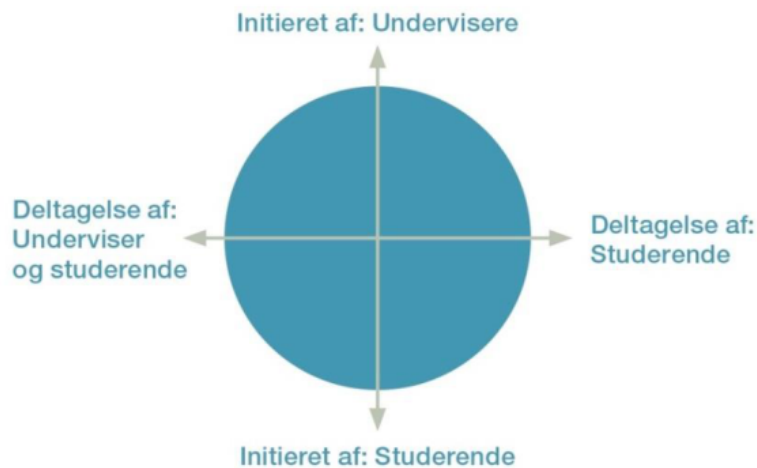 Initieret af: Undervisere
Deltagelse af:
Underviser
og studerende
Deltagelse af:
Studerende
Initieret af: Studerende